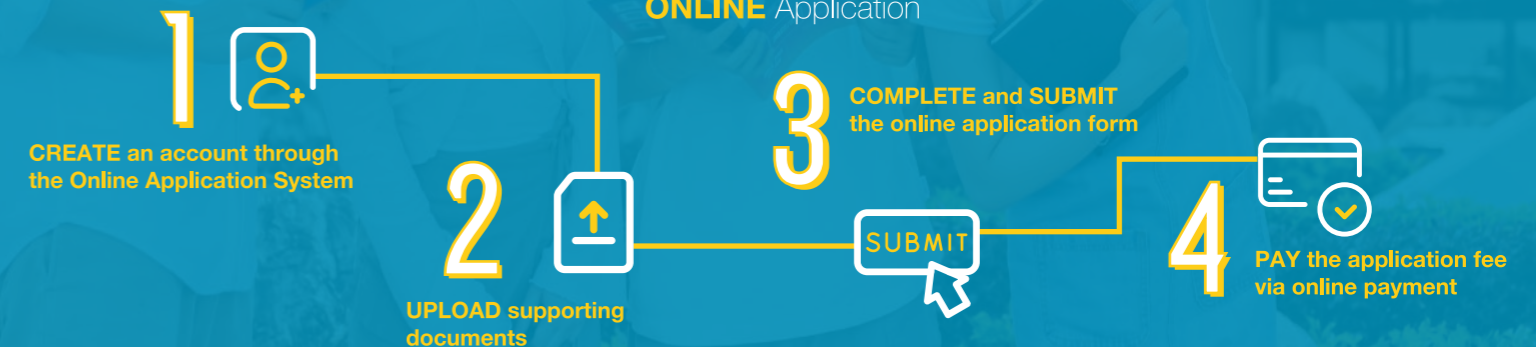 ONLINE Application
1
CREATE an account through
the Online Application System
2
UPLOAD supporting
documents
3
COMPLETE and SUBMIT
the online application form
SUBMIT
4
PAY the application fee
via online payment